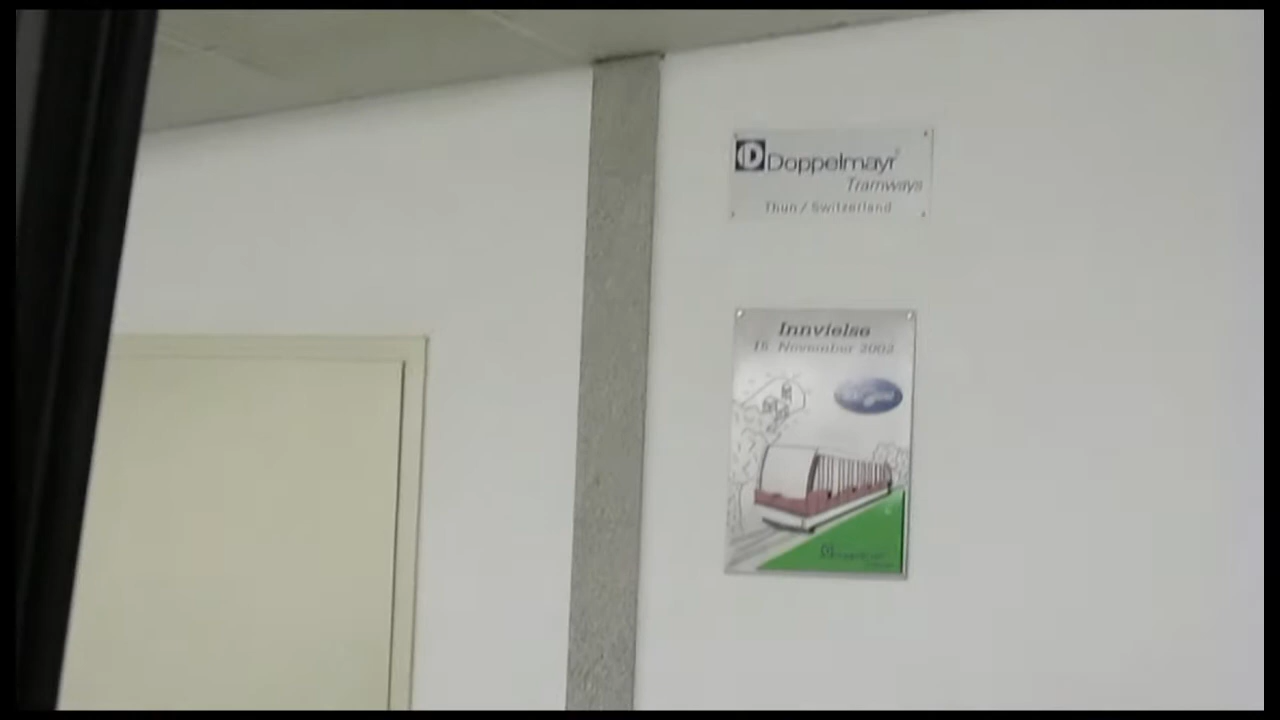 Doppelmayr
Tramways
Thun / Switzerland
Innvielse
15. November 2002